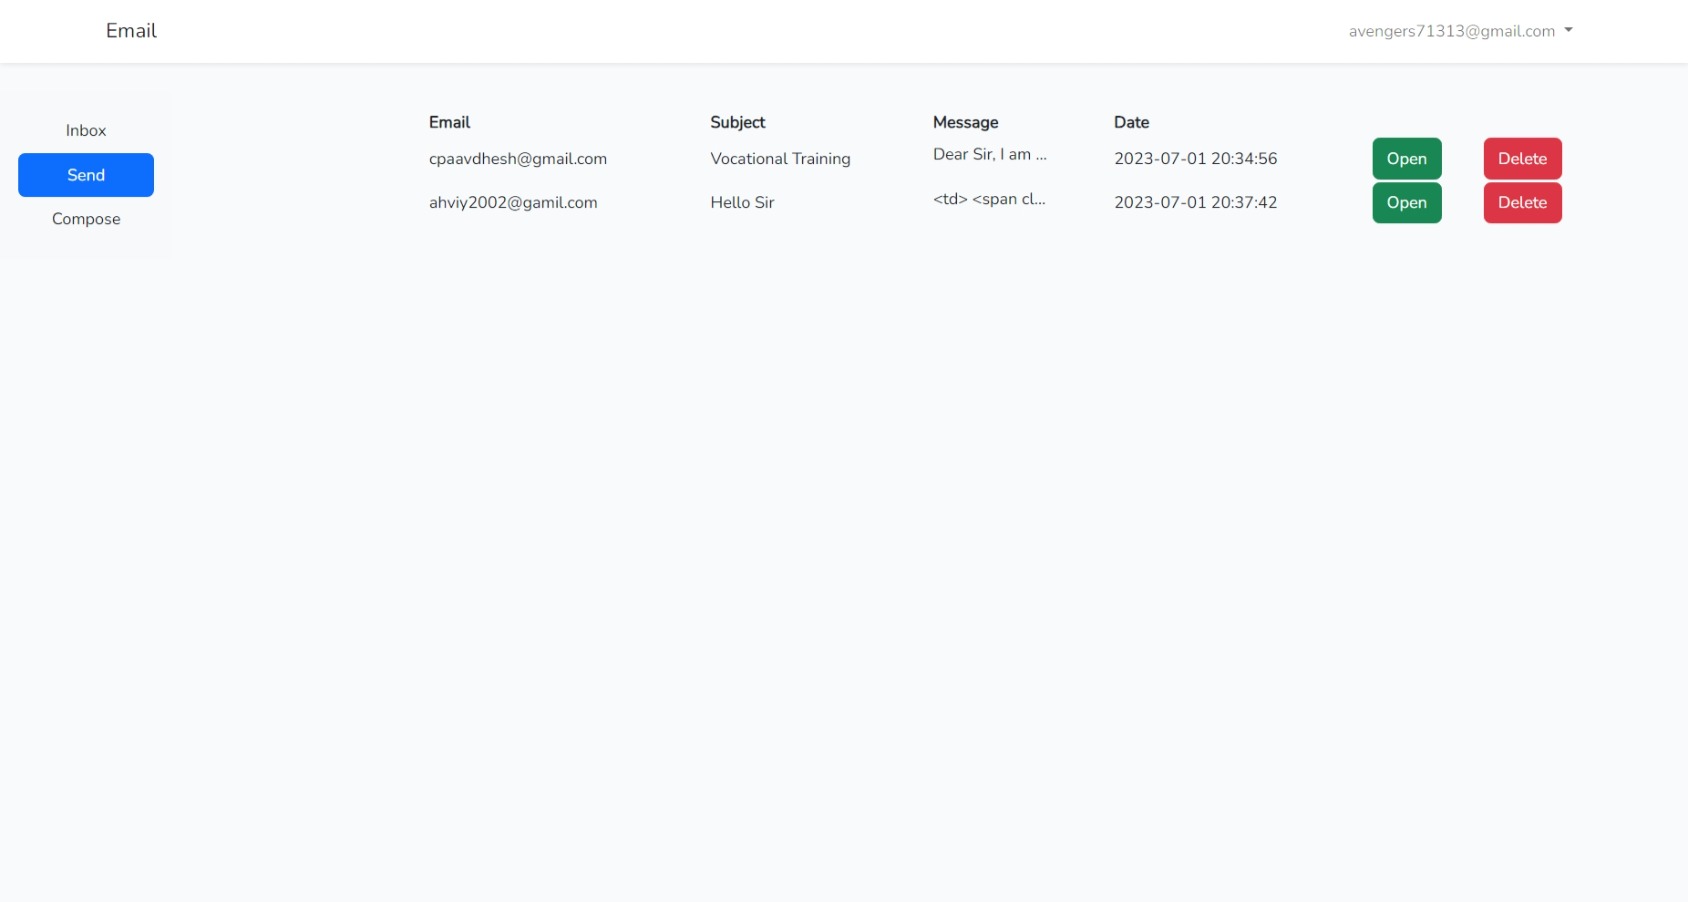 Email
avengers71313@gmail.com
Inbox
Send
Compose
Email Subject Message Date
cpaavdhesh@gmail.com Vocational Training Dear Sir, I am ... 2023-07-01 20:34:56 Open Delete
ahviy2002@gamil.com Hello Sir <td> <span cl... 2023-07-01 20:37:42 Open Delete